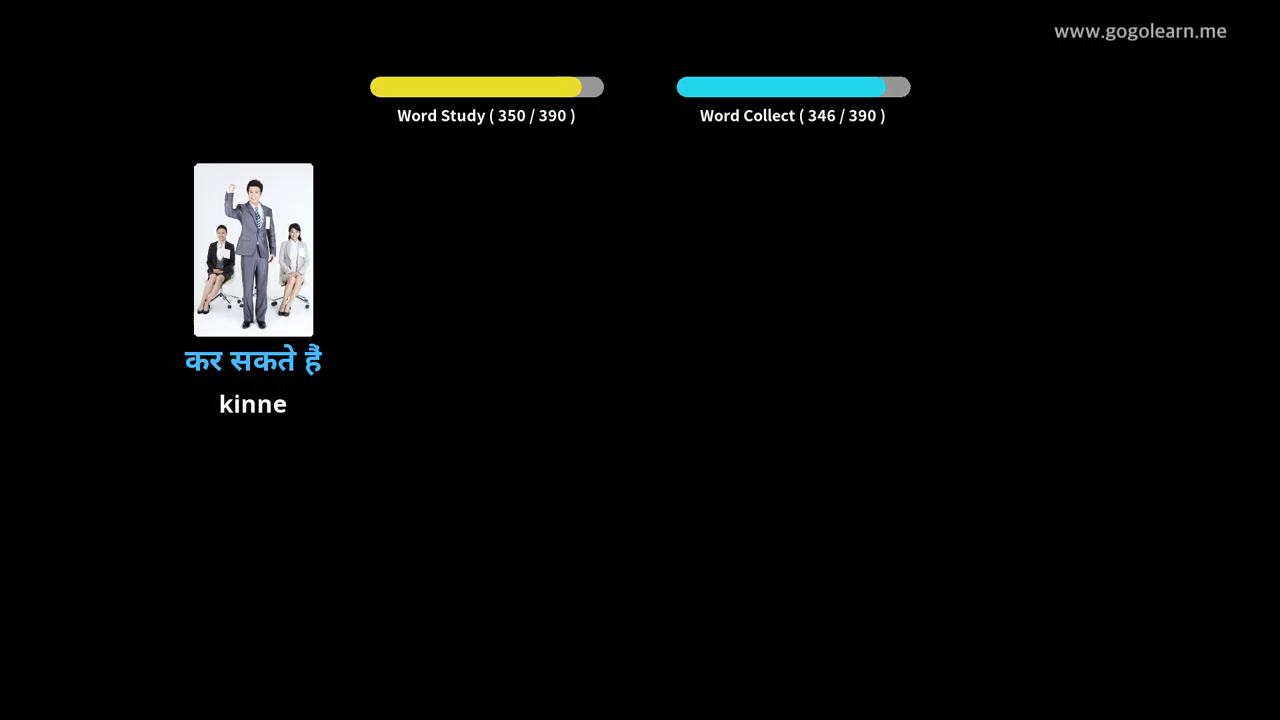 www.gogolearn.me
Word Study ( 350 / 390 )
Word Collect ( 346 / 390 )
कर सकते हैं
kinne